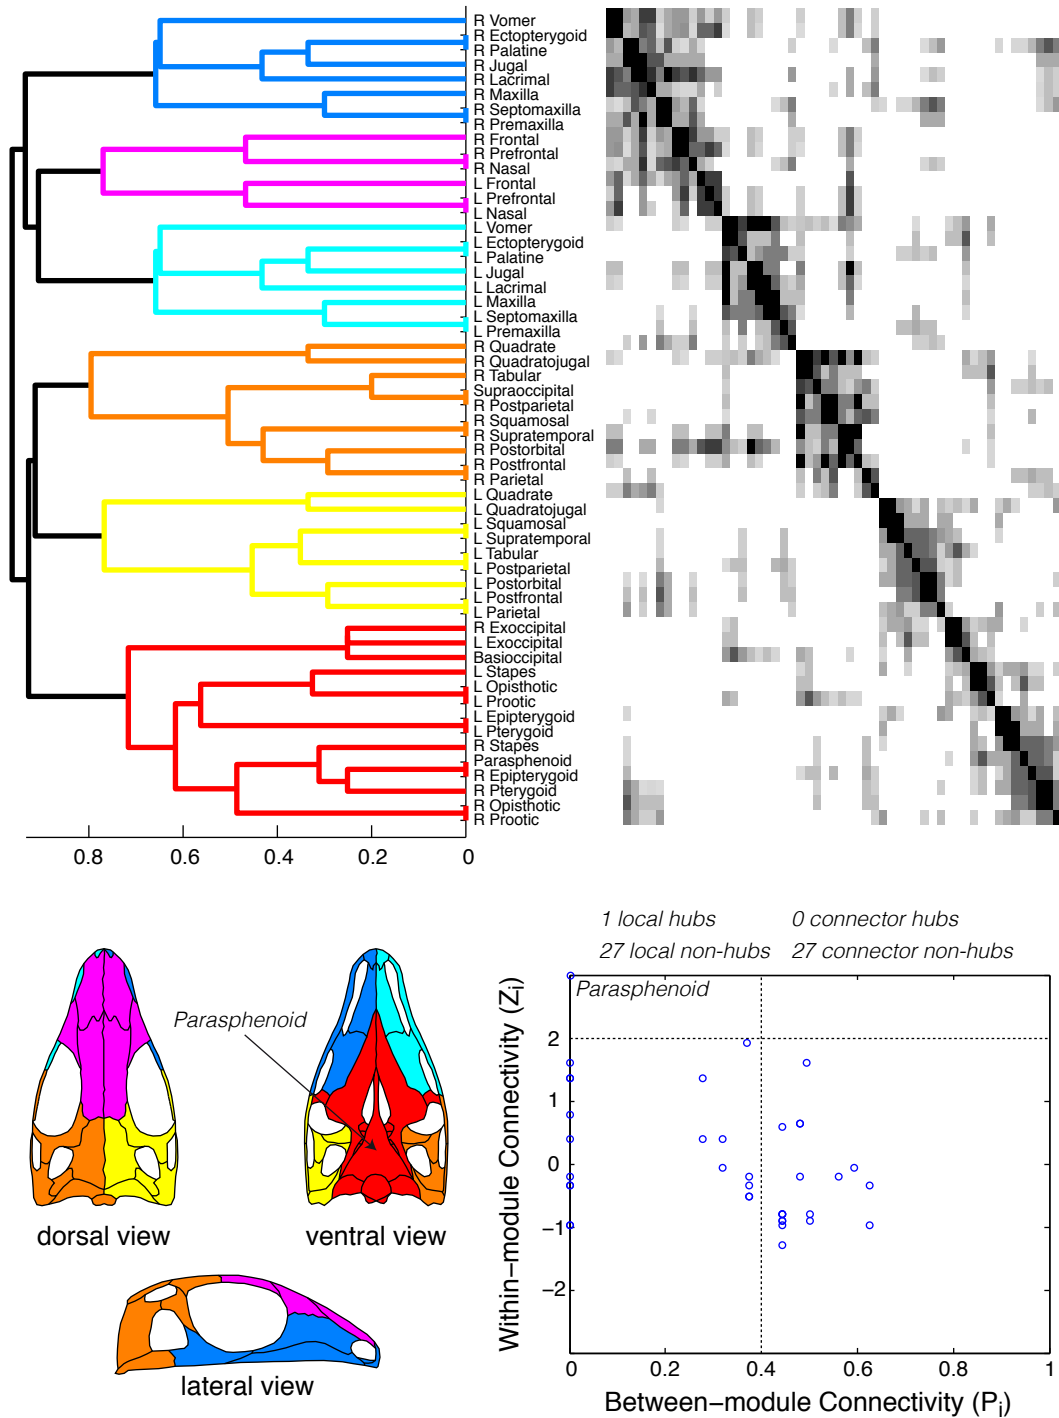 R Vomer
R Ectopterygoid
R Palatine
R Jugal
R Lacrimal
R Maxilla
R Septomaxilla
R Premaxilla
R Frontal
R Prefrontal
R Nasal
L Frontal
L Prefrontal
L Nasal
L Vomer
L Ectopterygoid
L Palatine
L Jugal
L Lacrimal
L Maxilla
L Septomaxilla
L Premaxilla
R Quadrate
R Quadratojugal
R Tabular
Supraoccipital
R Postparietal
R Squamosal
R Supratemporal
R Postorbital
R Postfrontal
R Parietal
L Quadrate
L Quadratojugal
L Squamosal
L Supratemporal
L Tabular
L Postparietal
L Postorbital
L Postfrontal
L Parietal
R Exoccipital
L Exoccipital
Basioccipital
L Stapes
L Opisthotic
L Prootic
L Epipterygoid
L Pterygoid
R Stapes
Parasphenoid
R Epipterygoid
R Pterygoid
R Opisthotic
R Prootic
0.8 0.6 0.4 0.2 0
Parasphenoid
dorsal view
ventral view
lateral view
1 local hubs 0 connector hubs
27 local non-hubs 27 connector non-hubs
Parasphenoid
Within−module Connectivity (Zi)
2
1
0
−1
−2
0 0.2 0.4 0.6 0.8 1
Between−module Connectivity (Pi)